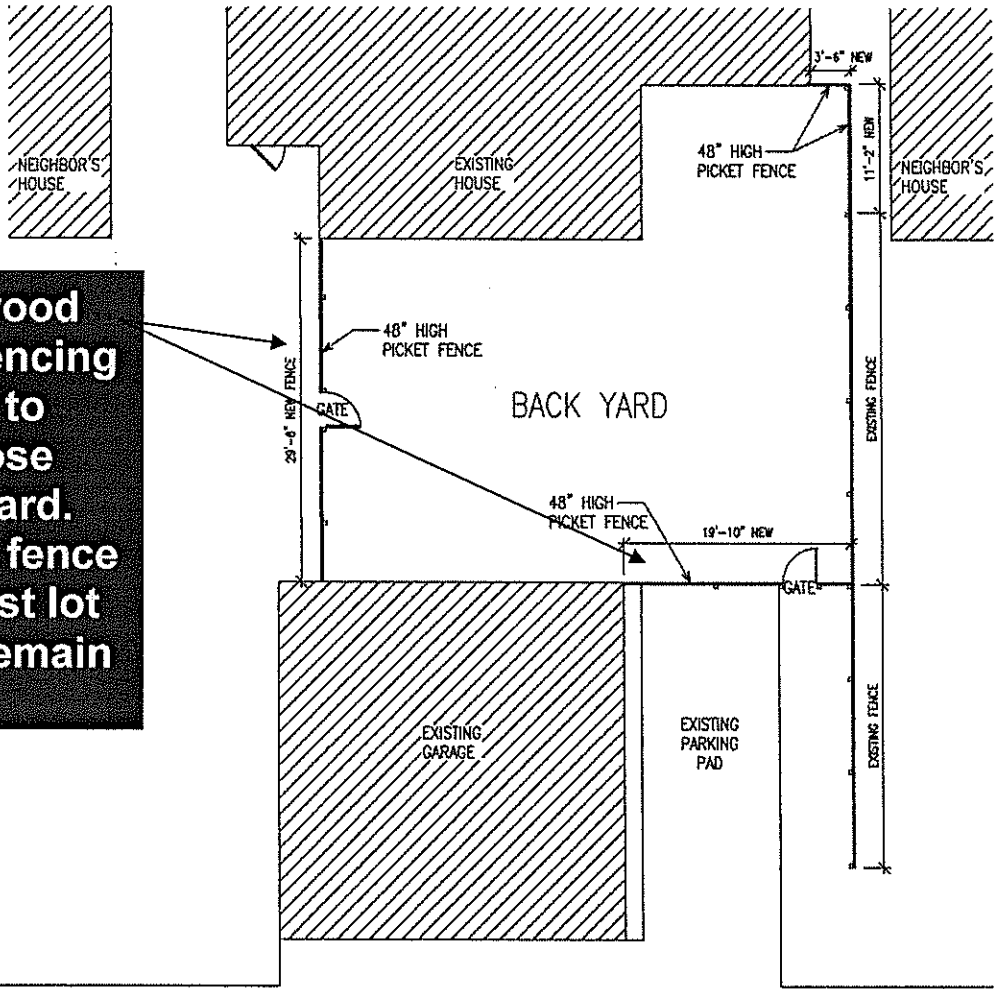 3'-6" NEW
11'-2" NEW
48" HIGH
PICKET FENCE
NEIGHBOR'S
HOUSE
EXISTING
HOUSE
NEIGHBOR'S
HOUSE
ood
encing
to
ose
ard.
fence
st lot
emain
29'-6" NEW FENCE
48" HIGH
PICKET FENCE
GATE
BACK YARD
EXISTING FENCE
48" HIGH
PICKET FENCE
19'-10" NEW
GATE
EXISTING
GARAGE
EXISTING
PARKING
PAD
EXISTING FENCE